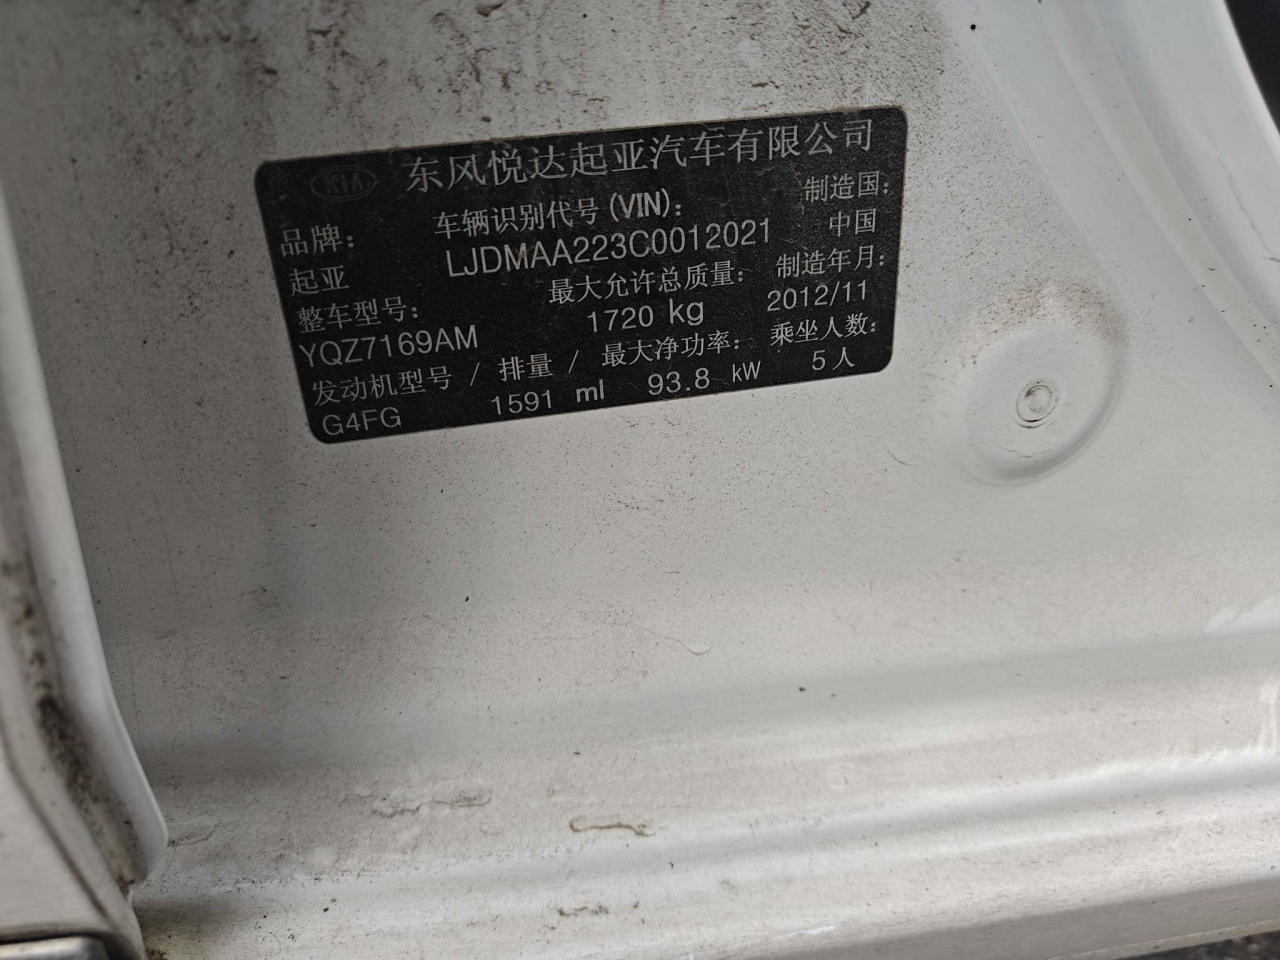 KIA 东风悦达起亚汽车有限公司
品牌： 车辆识别代号(VIN)： 制造国：
起亚 LJDMAA223C0012021 中国
整车型号： 最大允许总质量： 制造年月：
YQZ7169AM 1720 kg 2012/11
发动机型号 / 排量 / 最大净功率： 乘坐人数：
G4FG 1591 ml 93.8 kW 5人